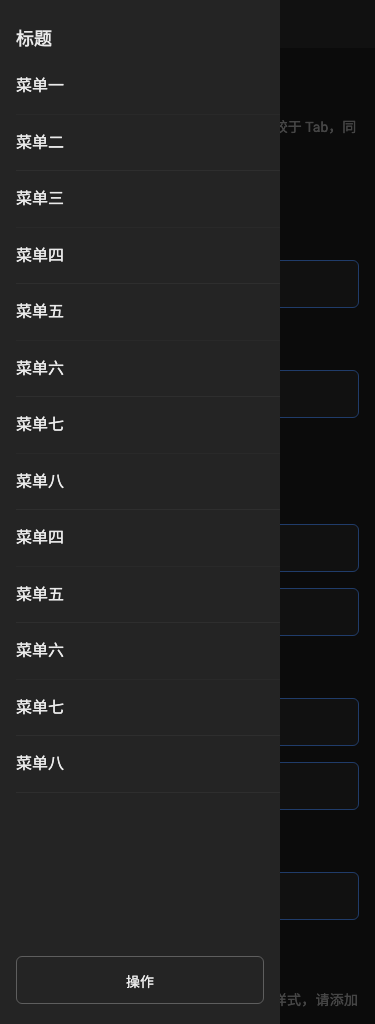 标题
菜单一
较于 Tab，同
菜单二
菜单三
菜单四
菜单五
菜单六
菜单七
菜单八
菜单四
菜单五
菜单六
菜单七
菜单八
操作
样式，请添加